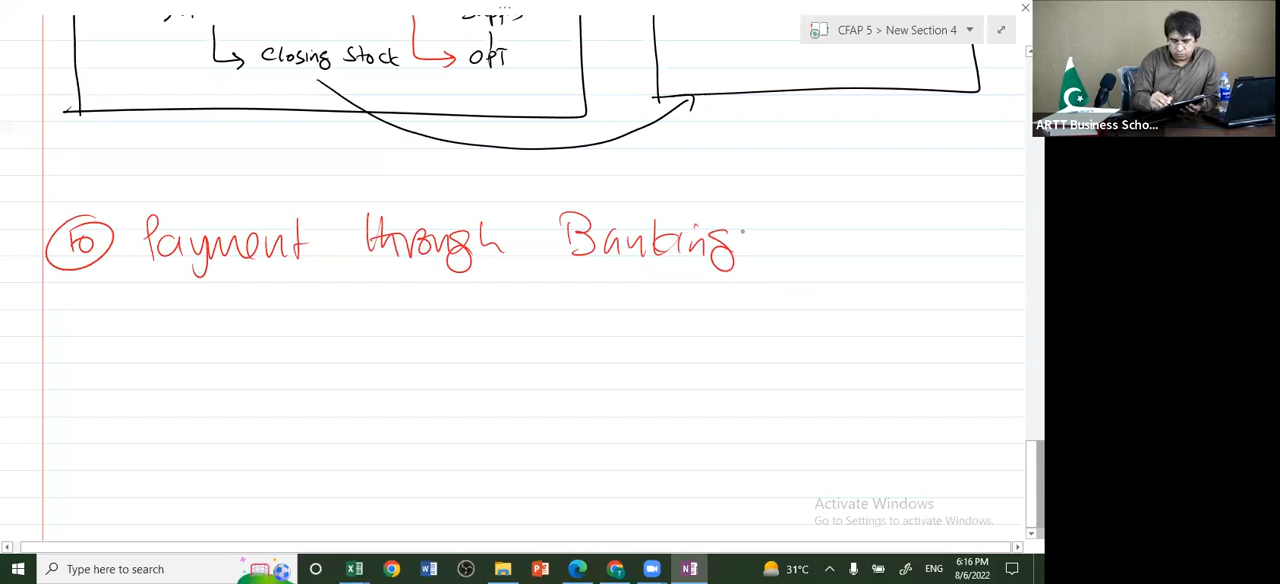 CFAP 5 > New Section 4
Closing Stock
OPT
ARTT Business Scho...
10 Payment through Banking
Activate Windows
Go to Settings to activate Windows.
Type here to search
31°C
ENG
6:16 PM
8/6/2022